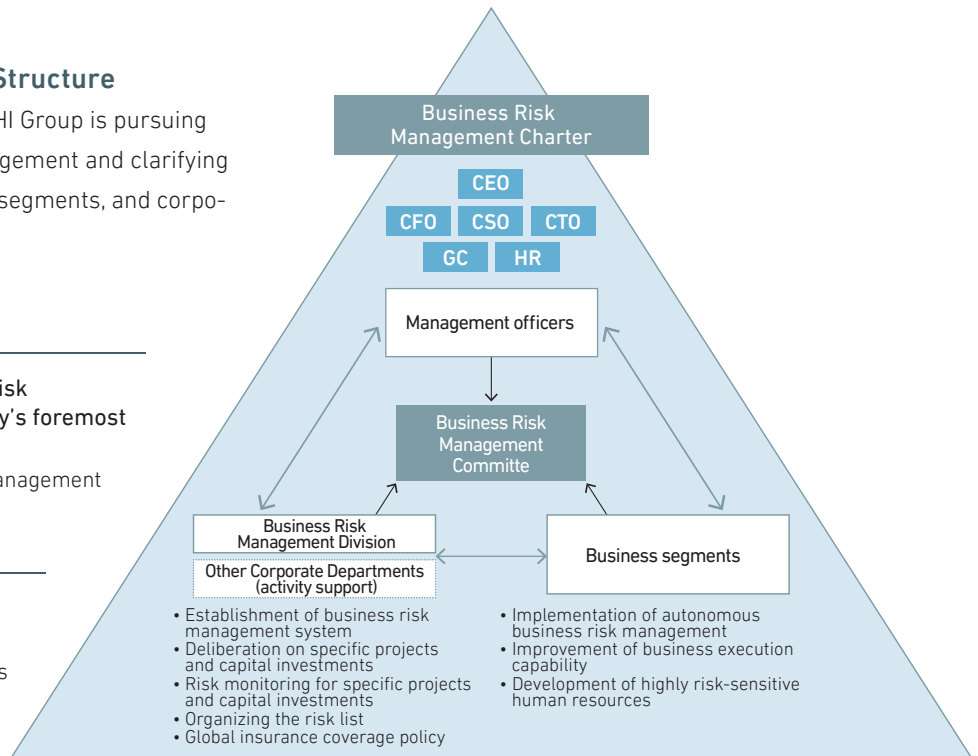 Structure
HI Group is pursuing
gement and clarifying
segments, and corpo-
isk
y's foremost
anagement
s
Business Risk
Management Charter
CEO
CFO CSO CTO
GC HR
Management officers
Business Risk
Management
Committe
Business Risk
Management Division
Other Corporate Departments
(activity support)
Business segments
• Establishment of business risk
management system
• Deliberation on specific projects
and capital investments
• Risk monitoring for specific projects
and capital investments
• Organizing the risk list
• Global insurance coverage policy
• Implementation of autonomous
business risk management
• Improvement of business execution
capability
• Development of highly risk-sensitive
human resources